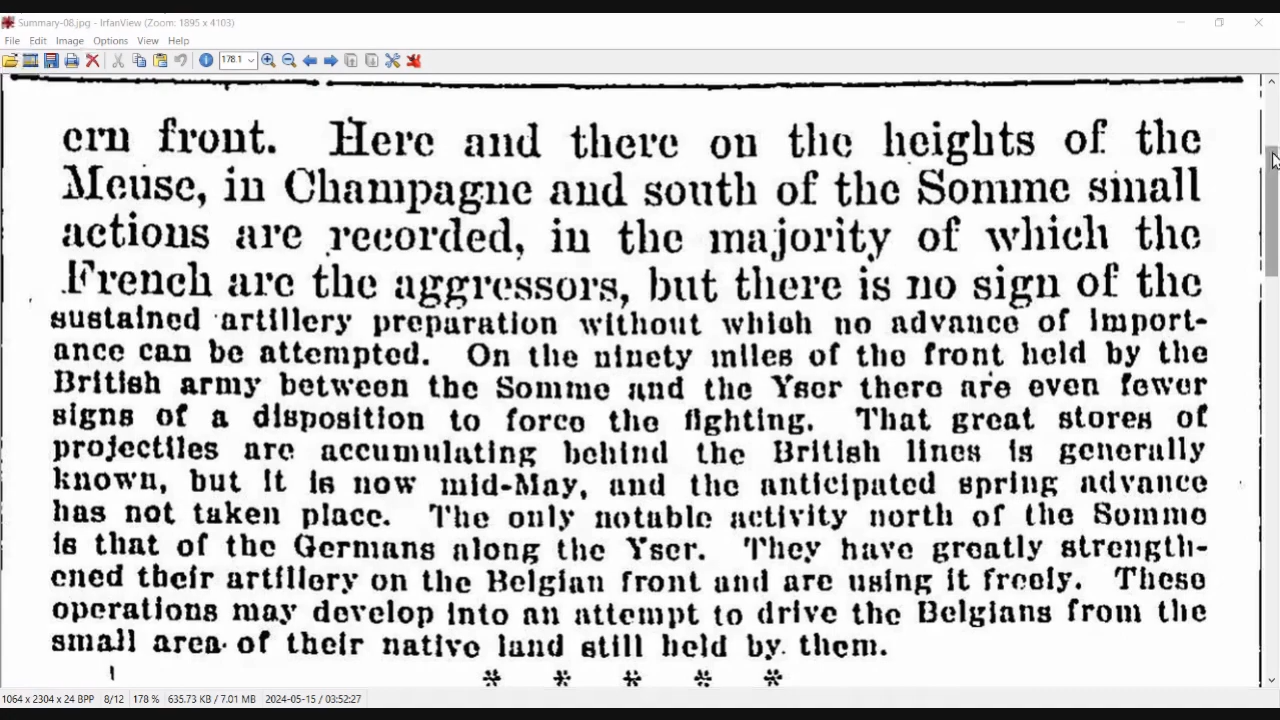 Summary-08.jpg - IrfanView (Zoom: 1895 x 4103)
File Edit Image Options View Help
178.1
ern front. Here and there on the heights of the
Meuse, in Champagne and south of the Somme small
actions are recorded, in the majority of which the
French are the aggressors, but there is no sign of the
sustained artillery preparation without which no advance of import-
ance can be attempted. On the ninety miles of the front held by the
British army between the Somme and the Yser there are even fewer
signs of a disposition to force the fighting. That great stores of
projectiles are accumulating behind the British lines is generally
known, but it is now mid-May, and the anticipated spring advance
has not taken place. The only notable activity north of the Somme
is that of the Germans along the Yser. They have greatly strength-
ened their artillery on the Belgian front and are using it freely. These
operations may develop into an attempt to drive the Belgians from the
small area of their native land still held by them.
* * * * *
1064 x 2304 x 24 BPP 8/12 178 % 635.73 KB / 7.01 MB 2024-05-15 / 03:52:27